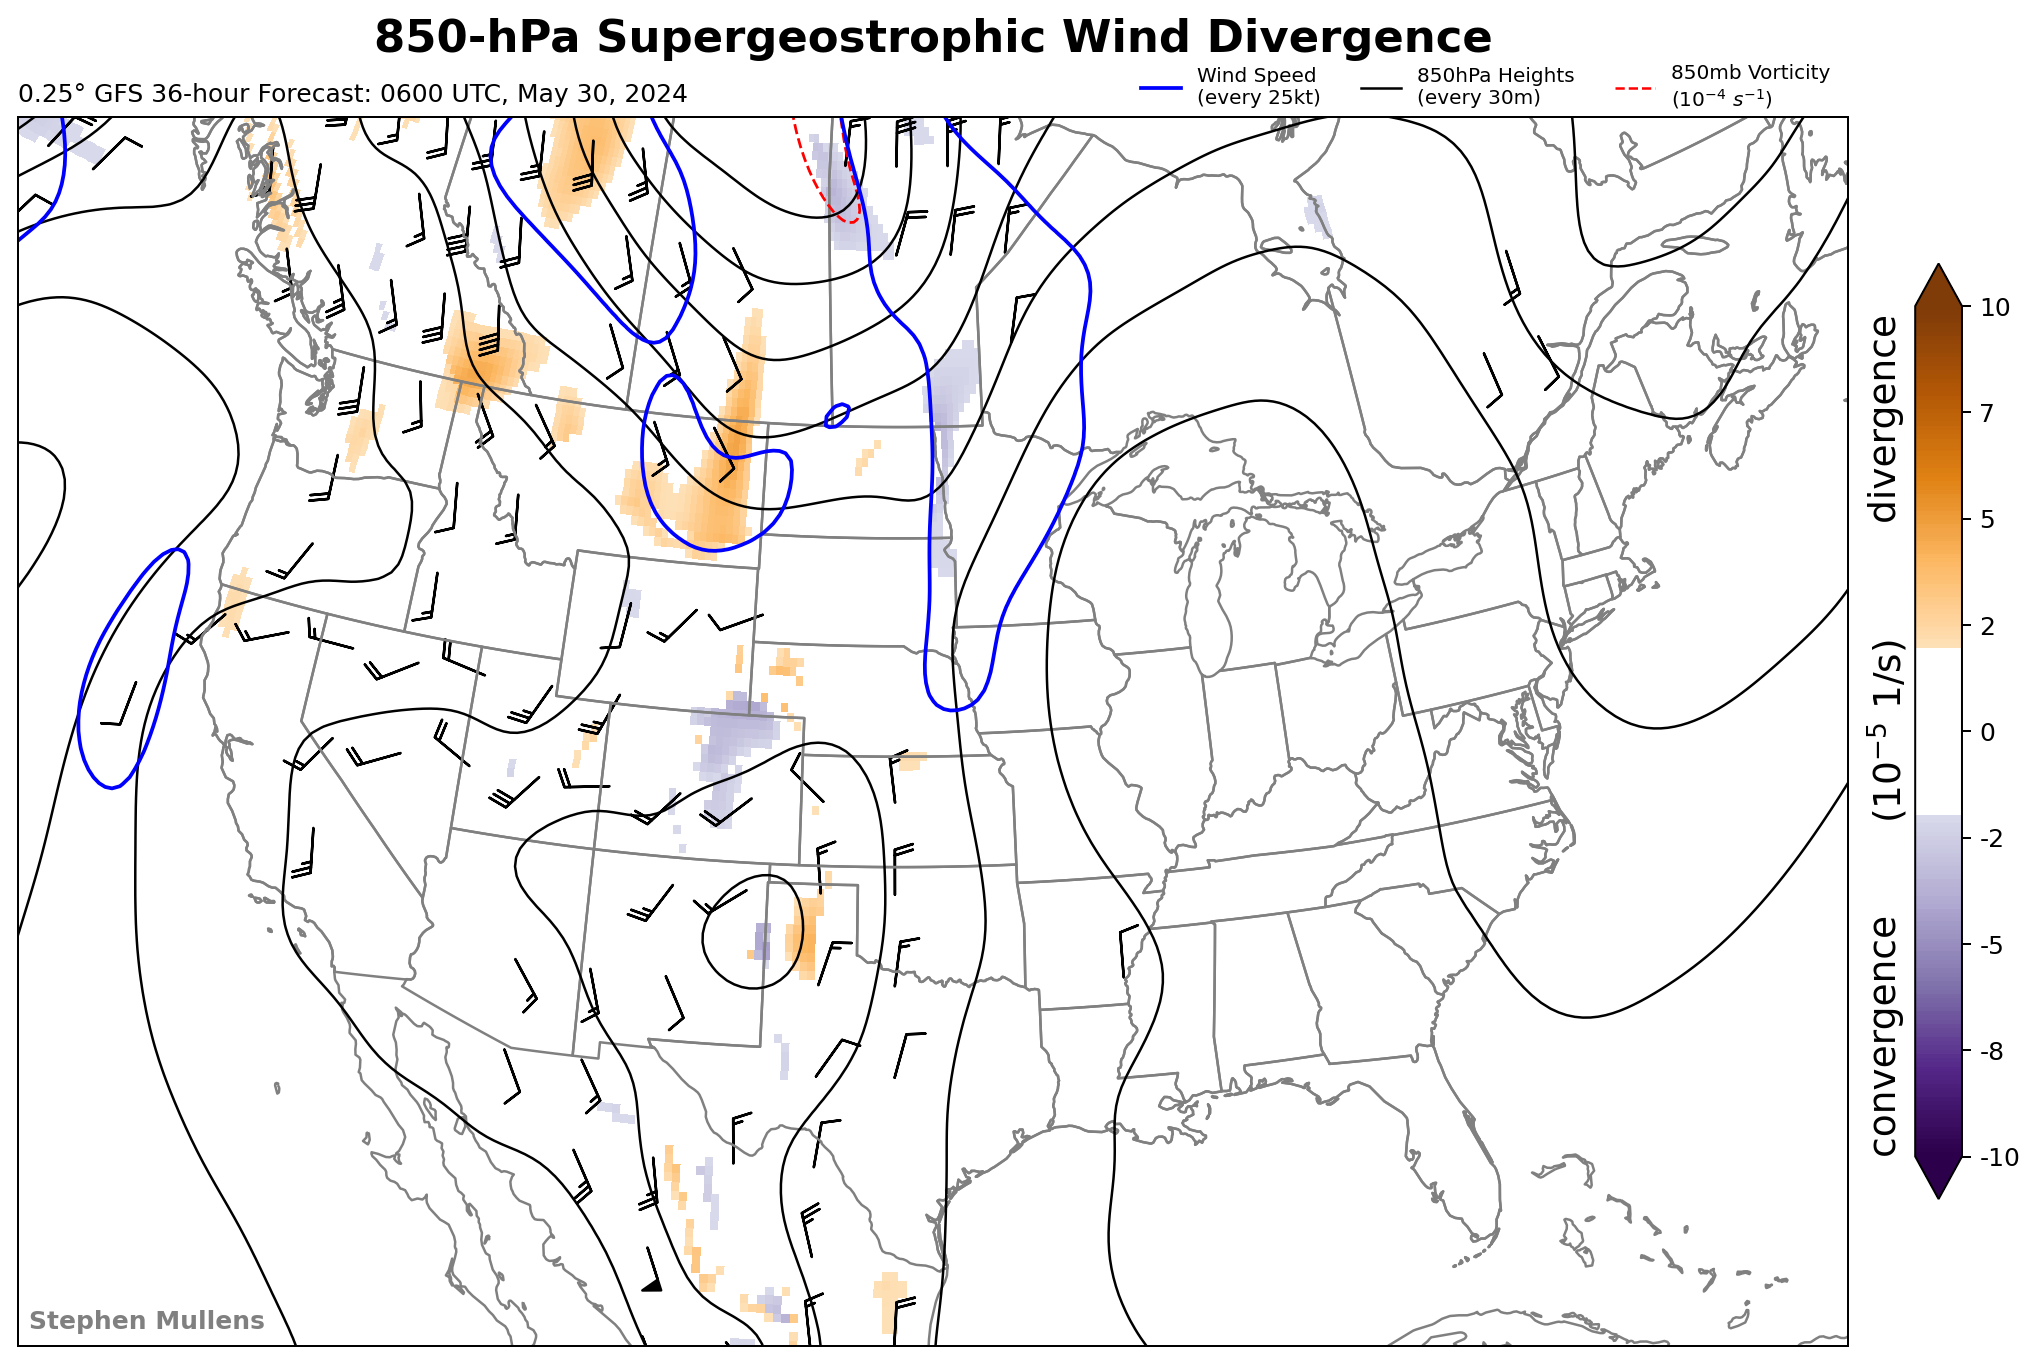 850-hPa Supergeostrophic Wind Divergence
0.25° GFS 36-hour Forecast: 0600 UTC, May 30, 2024
Wind Speed
(every 25kt)
850hPa Heights
(every 30m)
850mb Vorticity
(10⁻⁴ s⁻¹)
10
7
5
2
0
-2
-5
-8
-10
convergence (10⁻⁵ 1/s) divergence
Stephen Mullens